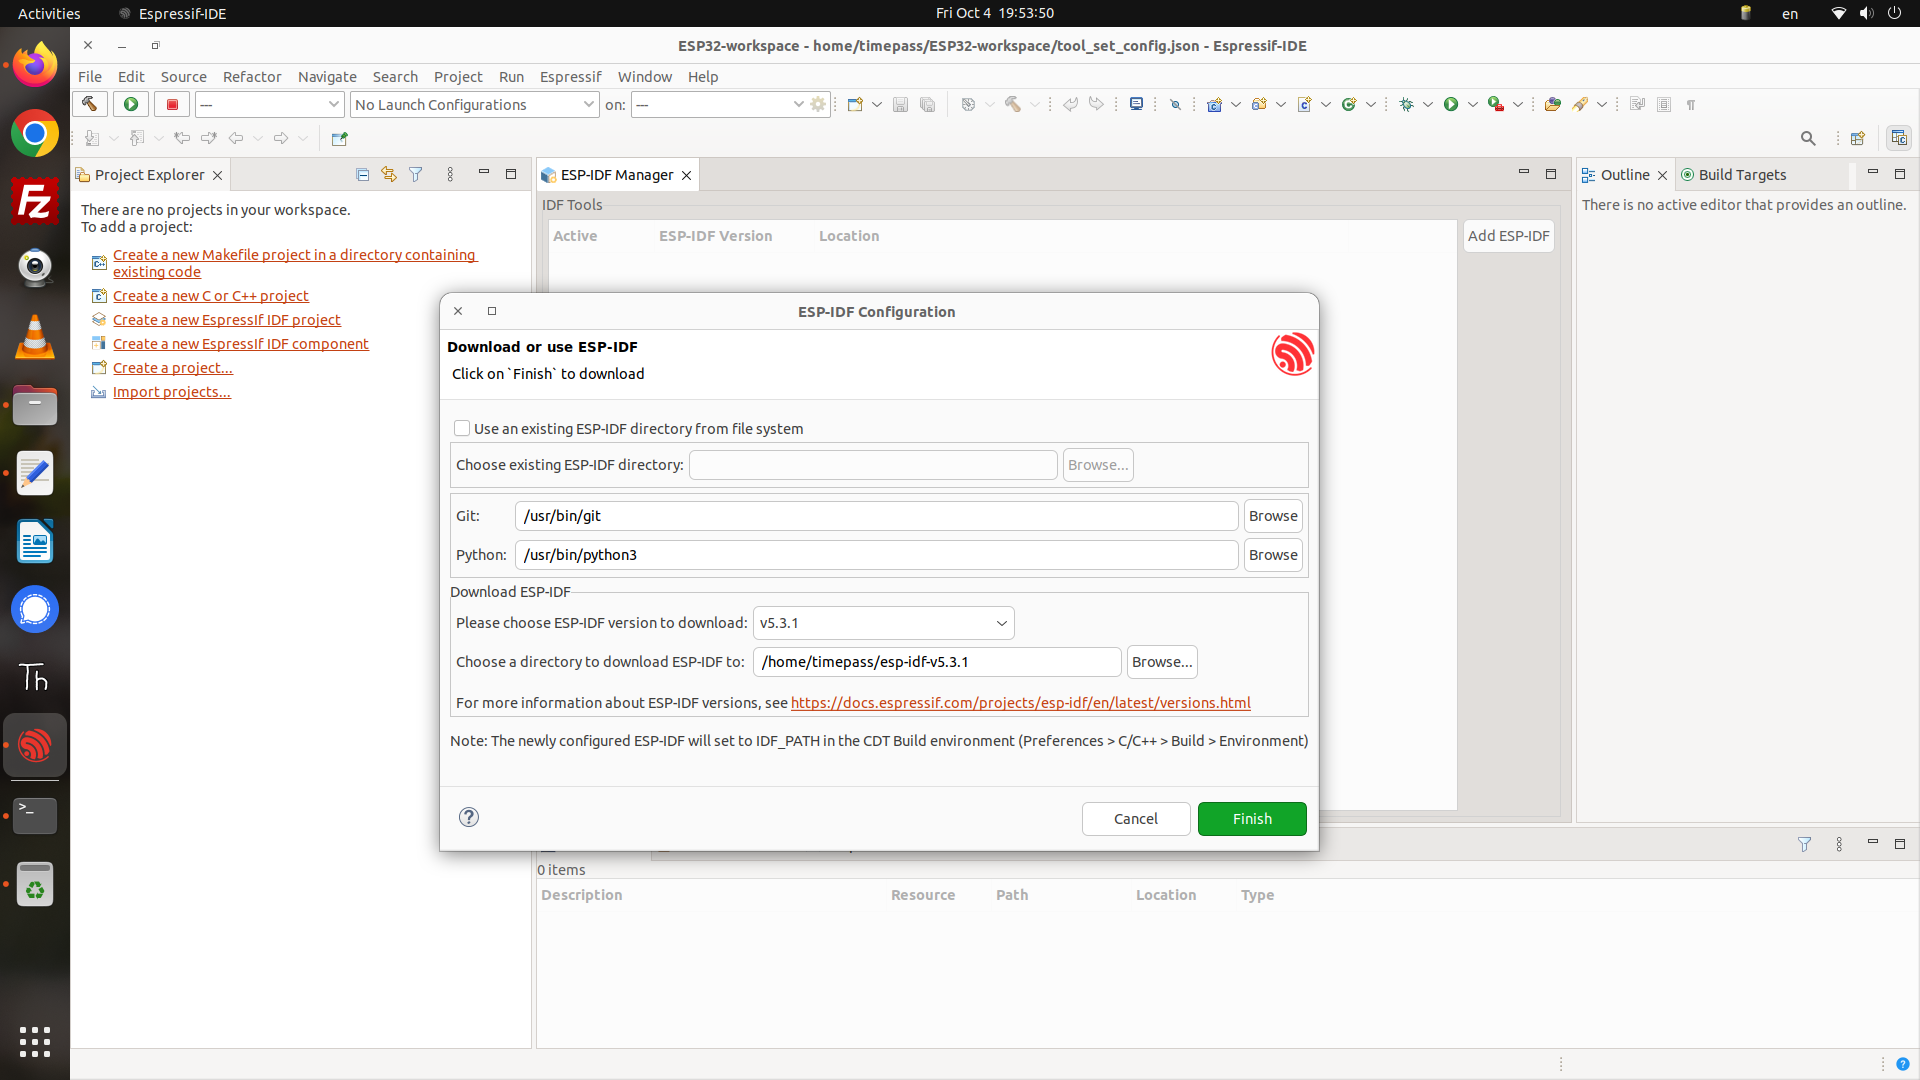 Activities
Espressif-IDE
Fri Oct 4 19:53:50
en
ESP32-workspace - home/timepass/ESP32-workspace/tool_set_config.json - Espressif-IDE
File Edit Source Refactor Navigate Search Project Run Espressif Window Help
---
No Launch Configurations
on:
---
Project Explorer
There are no projects in your workspace.
To add a project:
Create a new Makefile project in a directory containing
existing code
Create a new C or C++ project
Create a new EspressIf IDF project
Create a new EspressIf IDF component
Create a project...
Import projects...
ESP-IDF Manager
IDF Tools
Active ESP-IDF Version Location
Add ESP-IDF
Outline
Build Targets
There is no active editor that provides an outline.
ESP-IDF Configuration
Download or use ESP-IDF
Click on `Finish` to download
Use an existing ESP-IDF directory from file system
Choose existing ESP-IDF directory:
Browse...
Git: /usr/bin/git Browse
Python: /usr/bin/python3 Browse
Download ESP-IDF
Please choose ESP-IDF version to download: v5.3.1
Choose a directory to download ESP-IDF to: /home/timepass/esp-idf-v5.3.1 Browse...
For more information about ESP-IDF versions, see https://docs.espressif.com/projects/esp-idf/en/latest/versions.html
Note: The newly configured ESP-IDF will set to IDF_PATH in the CDT Build environment (Preferences > C/C++ > Build > Environment)
Cancel
Finish
0 items
Description Resource Path Location Type
Fz
Th